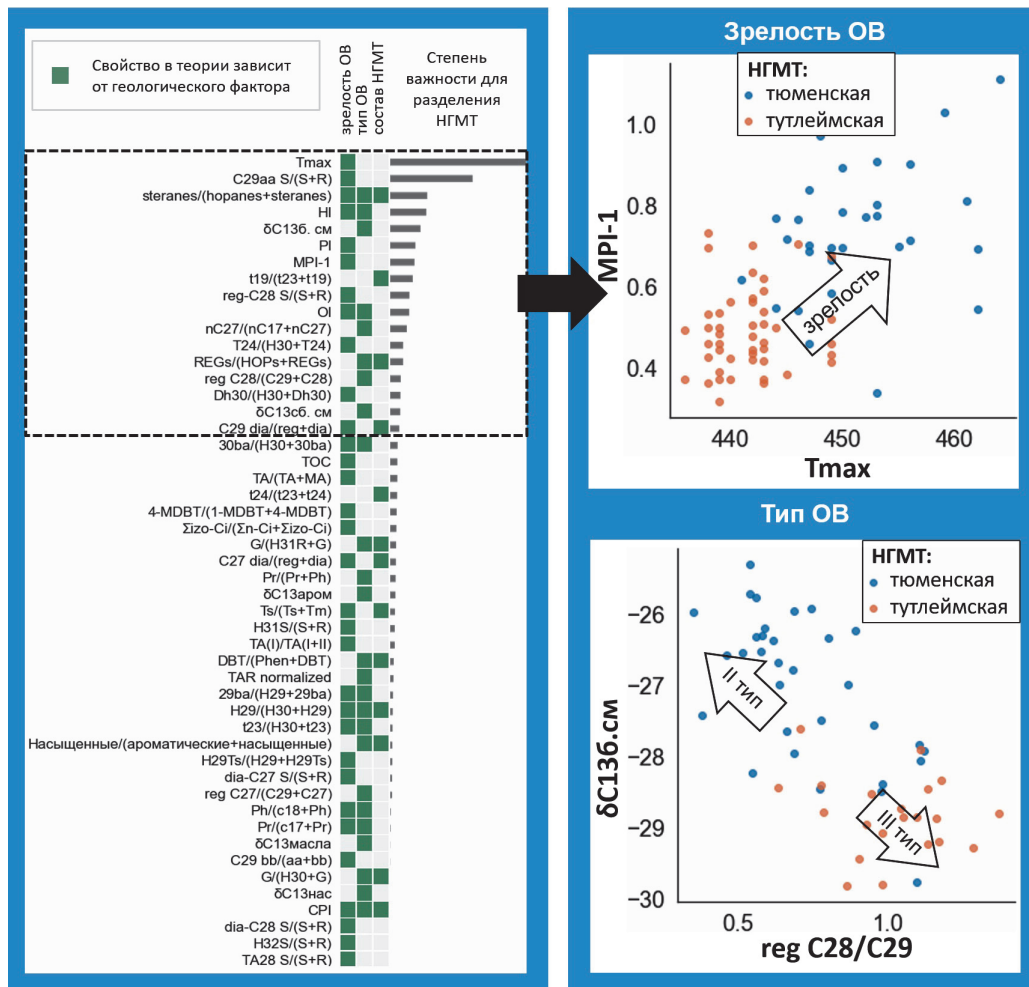 Свойство в теории зависит
от геологического фактора
зрелость ОВ
тип ОВ
состав НГМТ
Степень
важности для
разделения
НГМТ
Tmax
C29aa S/(S+R)
steranes/(hopanes+steranes)
HI
δC13б. см
PI
MPI-1
t19/(t23+t19)
reg-C28 S/(S+R)
OI
nC27/(nC17+nC27)
T24/(H30+T24)
REGs/(HOPs+REGs)
reg C28/(C29+C28)
Dh30/(H30+Dh30)
δC13сб. см
C29 dia/(reg+dia)
30ba/(H30+30ba)
TOC
TA/(TA+MA)
t24/(t23+t24)
4-MDBT/(1-MDBT+4-MDBT)
Σizo-Ci/(Σn-Ci+Σizo-Ci)
G/(H31R+G)
C27 dia/(reg+dia)
Pr/(Pr+Ph)
δC13аром
Ts/(Ts+Tm)
H31S/(S+R)
TA(I)/TA(I+II)
DBT/(Phen+DBT)
TAR normalized
29ba/(H29+29ba)
H29/(H30+H29)
t23/(H30+t23)
Насыщенные/(ароматические+насыщенные)
H29Ts/(H29+H29Ts)
dia-C27 S/(S+R)
reg C27/(C29+C27)
Ph/(c18+Ph)
Pr/(c17+Pr)
δC13масла
C29 bb/(aa+bb)
G/(H30+G)
δC13нас
CPI
dia-C28 S/(S+R)
H32S/(S+R)
TA28 S/(S+R)
Зрелость ОВ
НГМТ:
тюменская
тутлеймская
1.0
0.8
0.6
0.4
MPI-1
зрелость
440
450
460
Tmax
Тип ОВ
НГМТ:
тюменская
тутлеймская
−26
−27
−28
−29
−30
δC13б.см
II тип
III тип
0.5
1.0
reg C28/C29